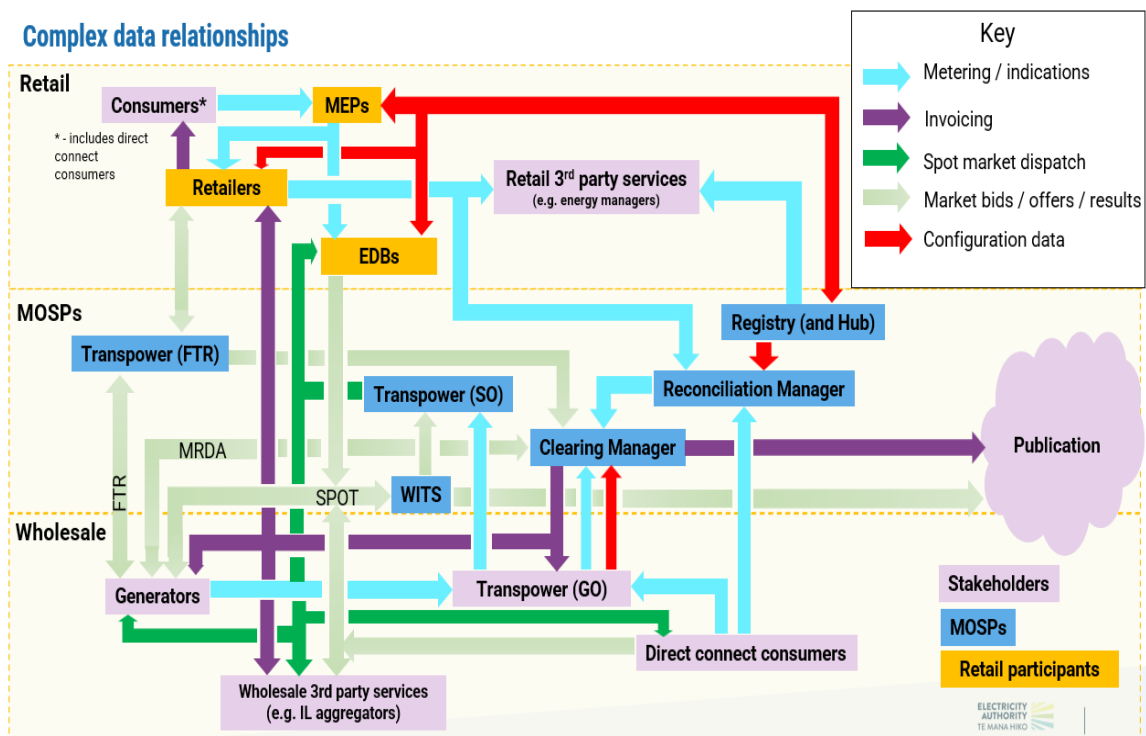 Complex data relationships
Key
Metering / indications
Invoicing
Spot market dispatch
Market bids / offers / results
Configuration data
Retail
Consumers*
MEPs
* - includes direct
connect
consumers
Retailers
Retail 3rd party services
(e.g. energy managers)
EDBs
MOSPs
Registry (and Hub)
Transpower (FTR)
Transpower (SO)
Reconciliation Manager
Clearing Manager
Publication
MRDA
FTR
SPOT
WITS
Wholesale
Generators
Transpower (GO)
Stakeholders
MOSPs
Retail participants
Direct connect consumers
Wholesale 3rd party services
(e.g. IL aggregators)
ELECTRICITY
AUTHORITY
TE MANA HIKO